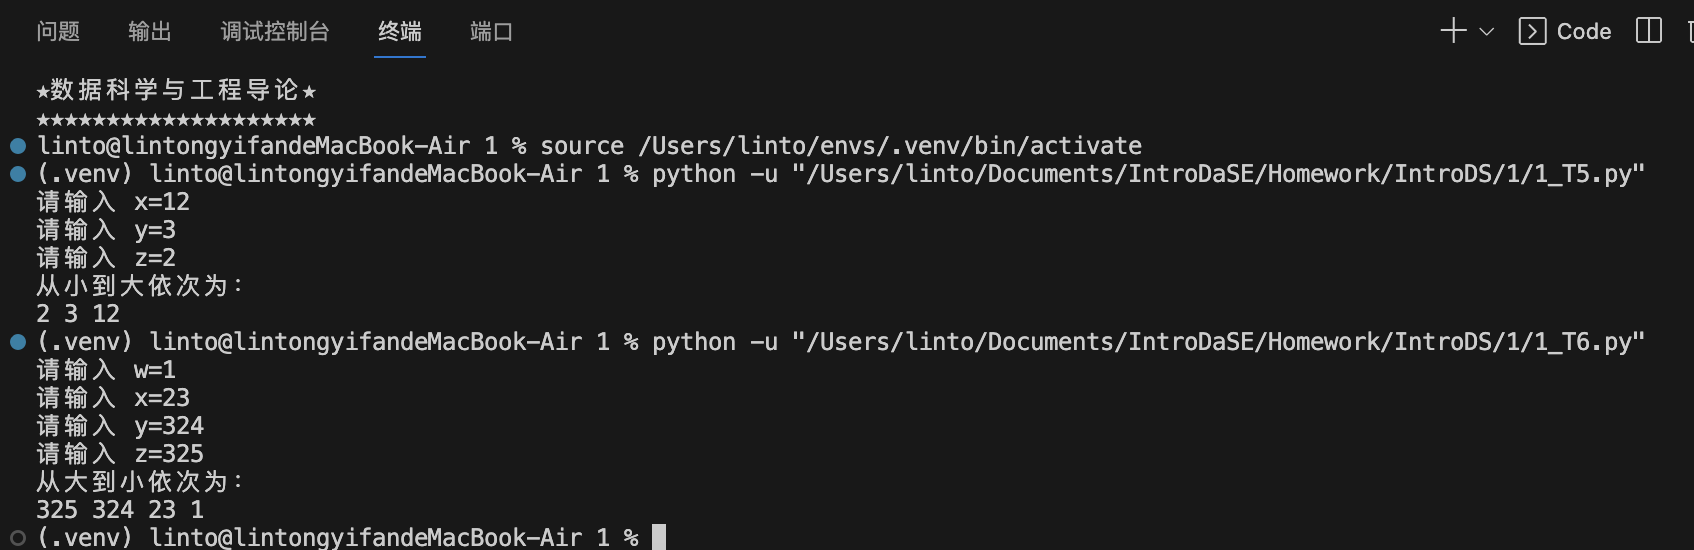 问题 输出 调试控制台 终端 端口 Code
★数据科学与工程导论★
★★★★★★★★★★★★★★★★★★★★
linto@lintongyifandeMacBook-Air 1 % source /Users/linto/envs/.venv/bin/activate
(.venv) linto@lintongyifandeMacBook-Air 1 % python -u "/Users/linto/Documents/IntroDaSE/Homework/IntroDS/1/1_T5.py"
请输入 x=12
请输入 y=3
请输入 z=2
从小到大依次为：
2 3 12
(.venv) linto@lintongyifandeMacBook-Air 1 % python -u "/Users/linto/Documents/IntroDaSE/Homework/IntroDS/1/1_T6.py"
请输入 w=1
请输入 x=23
请输入 y=324
请输入 z=325
从大到小依次为：
325 324 23 1
(.venv) linto@lintongyifandeMacBook-Air 1 %